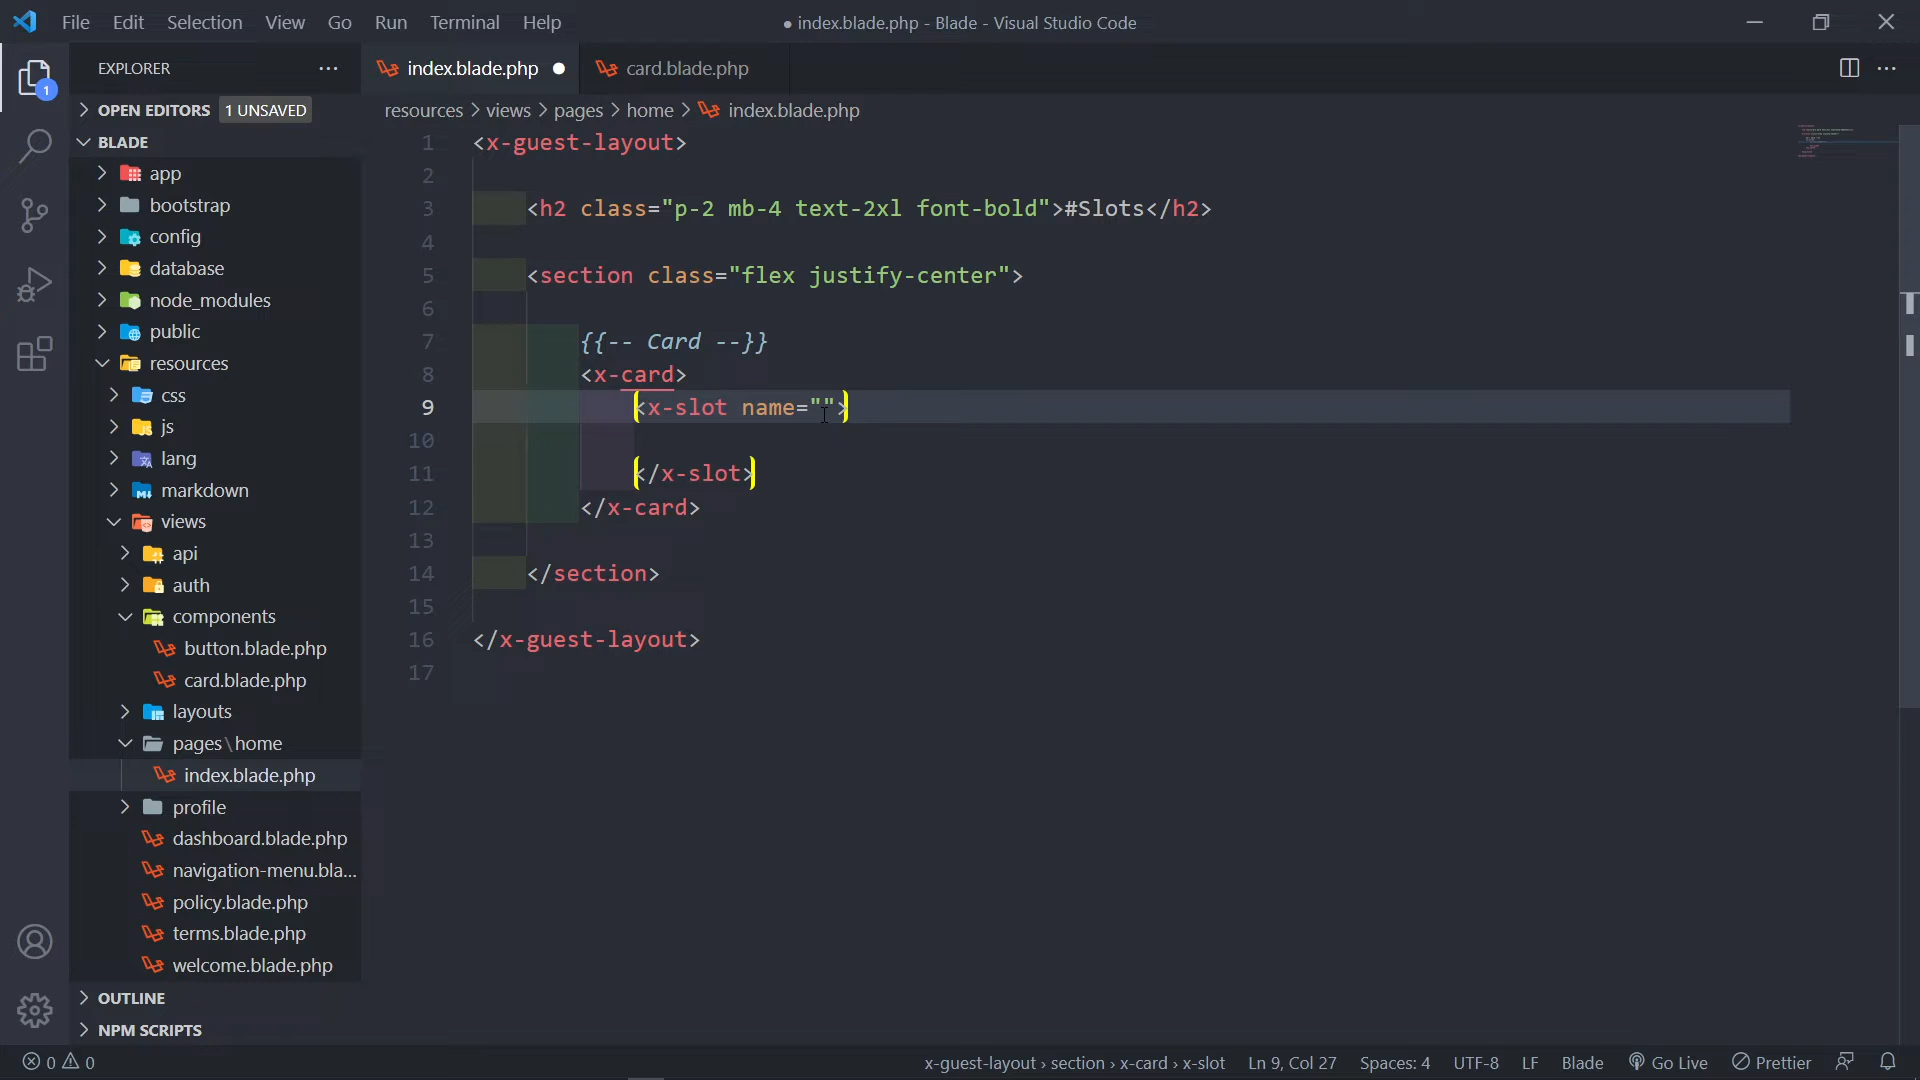 File Edit Selection View Go Run Terminal Help
● index.blade.php - Blade - Visual Studio Code
EXPLORER
index.blade.php
card.blade.php
OPEN EDITORS 1 UNSAVED
resources > views > pages > home > index.blade.php
1
BLADE
app
bootstrap
config
database
node_modules
public
resources
css
js
lang
markdown
views
api
auth
components
button.blade.php
card.blade.php
layouts
pages\home
index.blade.php
profile
dashboard.blade.php
navigation-menu.bla...
policy.blade.php
terms.blade.php
welcome.blade.php
OUTLINE
NPM SCRIPTS
1 <x-guest-layout>
2
3 <h2 class="p-2 mb-4 text-2xl font-bold">#Slots</h2>
4
5 <section class="flex justify-center">
6
7 {{-- Card --}}
8 <x-card>
9 <x-slot name="">
10
11 </x-slot>
12 </x-card>
13
14 </section>
15
16 </x-guest-layout>
17
0 0
x-guest-layout › section › x-card › x-slot Ln 9, Col 27 Spaces: 4 UTF-8 LF Blade Go Live Prettier